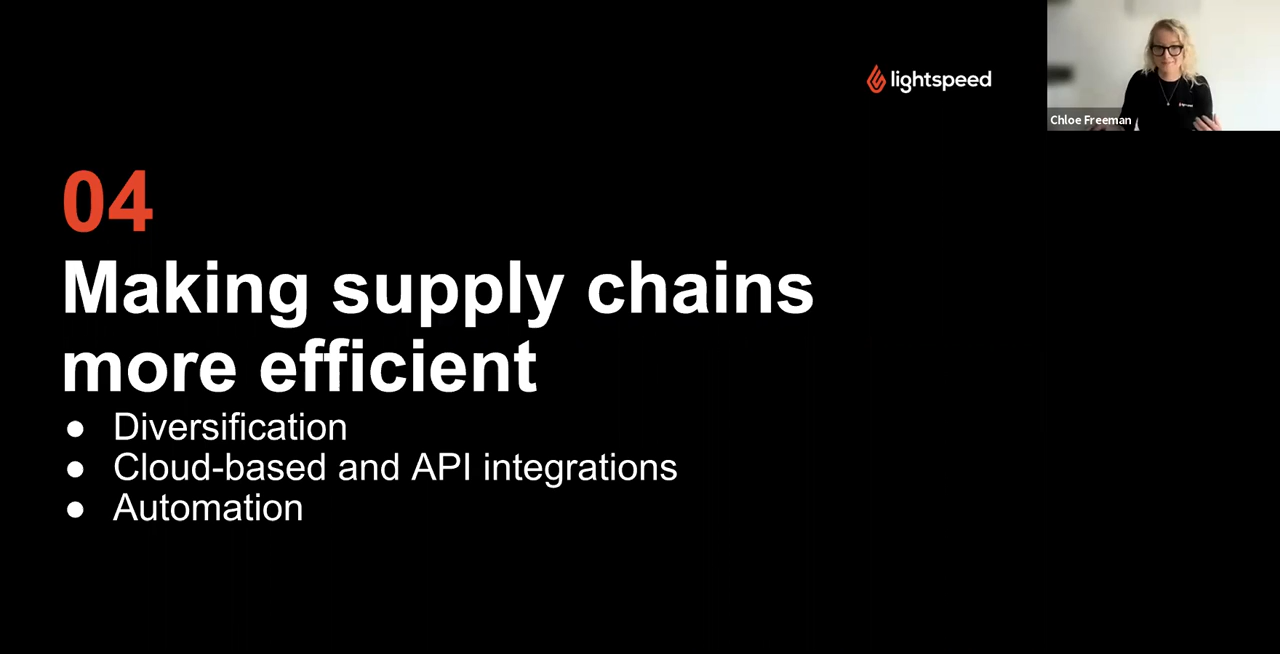 lightspeed
Chloe Freeman
04
Making supply chains
more efficient
● Diversification
● Cloud-based and API integrations
● Automation